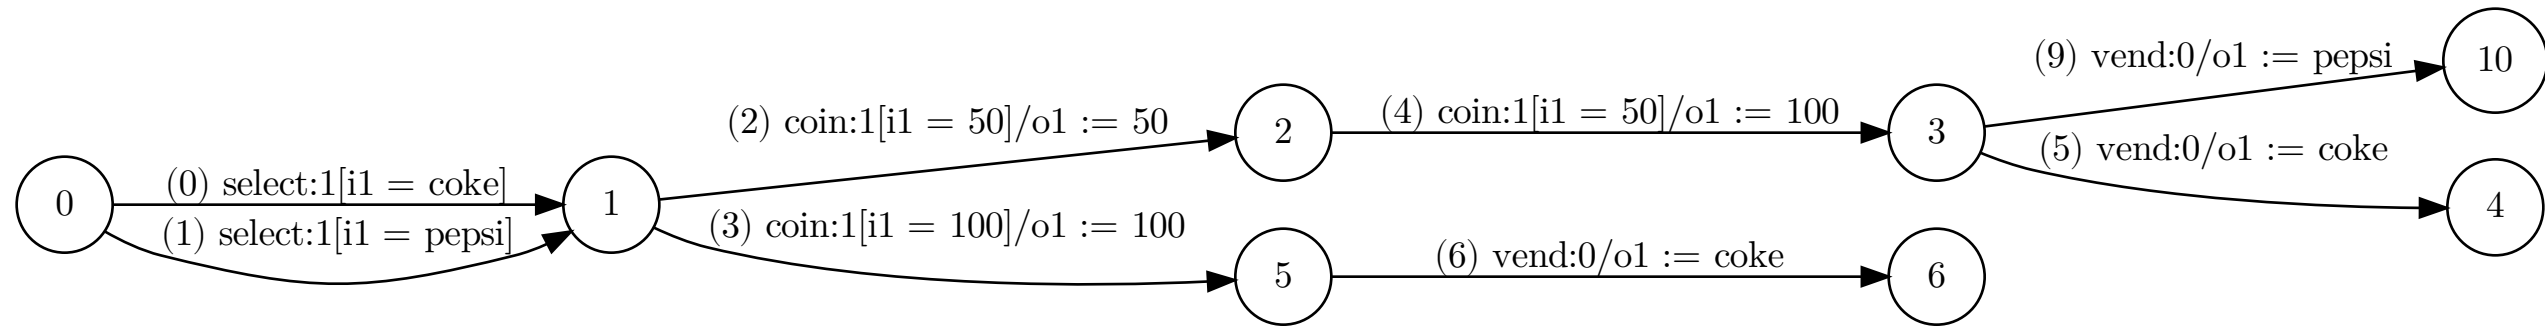 (9) vend:0/o1 := pepsi
10
(2) coin:1[i1 = 50]/o1 := 50
2
(4) coin:1[i1 = 50]/o1 := 100
3
(5) vend:0/o1 := coke
0
(0) select:1[i1 = coke]
1
4
(1) select:1[i1 = pepsi]
(3) coin:1[i1 = 100]/o1 := 100
5
(6) vend:0/o1 := coke
6